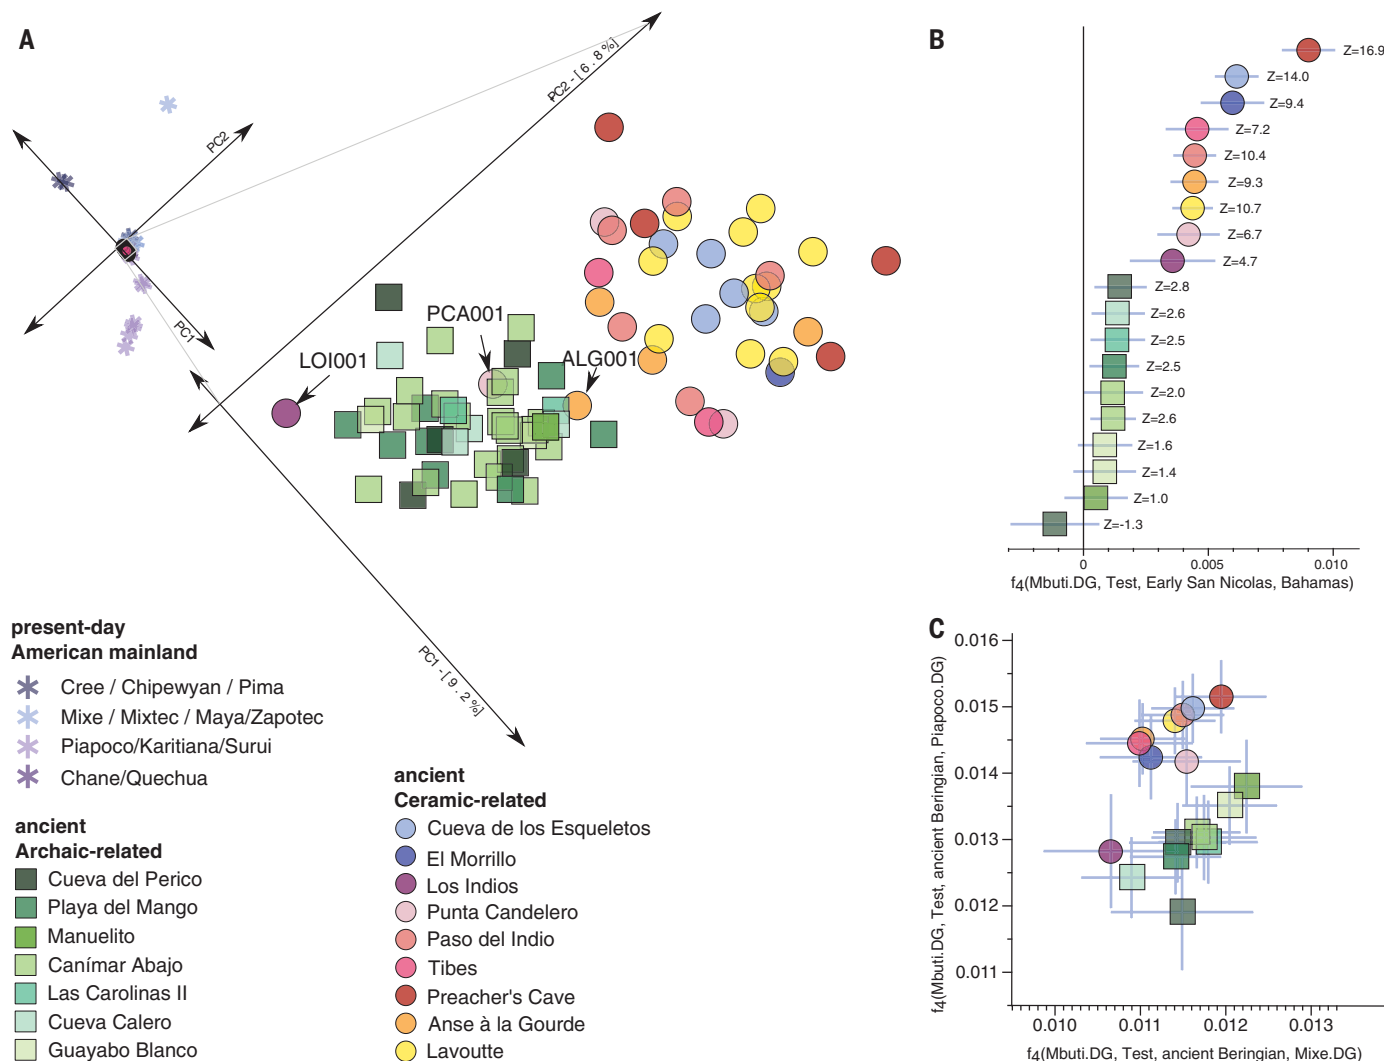 A
PC2 - [6.8%]
PC2
PC1
PCA001
LOI001
ALG001
PC1 - [9.2%]
present-day
American mainland
Cree / Chipewyan / Pima
Mixe / Mixtec / Maya/Zapotec
Piapoco/Karitiana/Surui
Chane/Quechua
ancient
Archaic-related
Cueva del Perico
Playa del Mango
Manuelito
Canímar Abajo
Las Carolinas II
Cueva Calero
Guayabo Blanco
ancient
Ceramic-related
Cueva de los Esqueletos
El Morrillo
Los Indios
Punta Candelero
Paso del Indio
Tibes
Preacher's Cave
Anse à la Gourde
Lavoutte
B
Z=16.9
Z=14.0
Z=9.4
Z=7.2
Z=10.4
Z=9.3
Z=10.7
Z=6.7
Z=4.7
Z=2.8
Z=2.6
Z=2.5
Z=2.5
Z=2.0
Z=2.6
Z=1.6
Z=1.4
Z=1.0
Z=-1.3
0 0.005 0.010
f4(Mbuti.DG, Test, Early San Nicolas, Bahamas)
C
f4(Mbuti.DG, Test, ancient Beringian, Piapoco.DG)
0.016
0.015
0.014
0.013
0.012
0.011
0.010 0.011 0.012 0.013
f4(Mbuti.DG, Test, ancient Beringian, Mixe.DG)